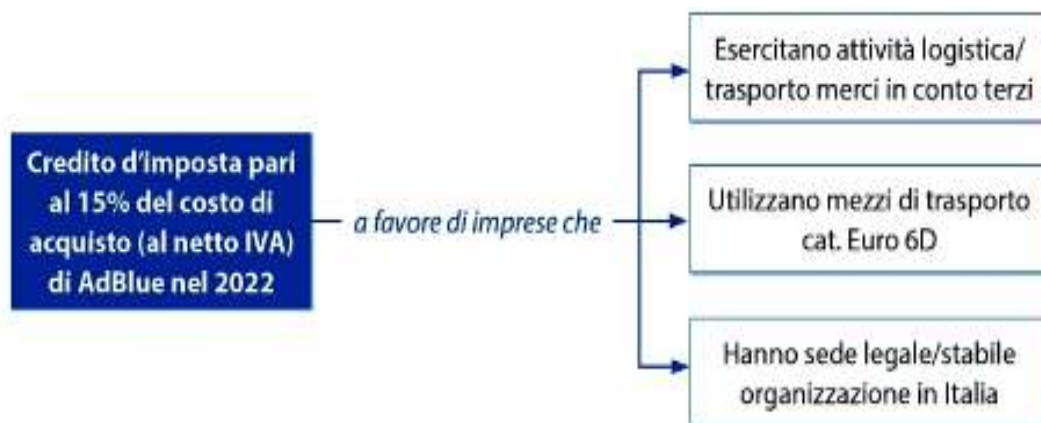 Credito d'imposta pari
al 15% del costo di
acquisto (al netto IVA)
di AdBlue nel 2022
a favore di imprese che
Esercitano attività logistica/
trasporto merci in conto terzi
Utilizzano mezzi di trasporto
cat. Euro 6D
Hanno sede legale/stabile
organizzazione in Italia